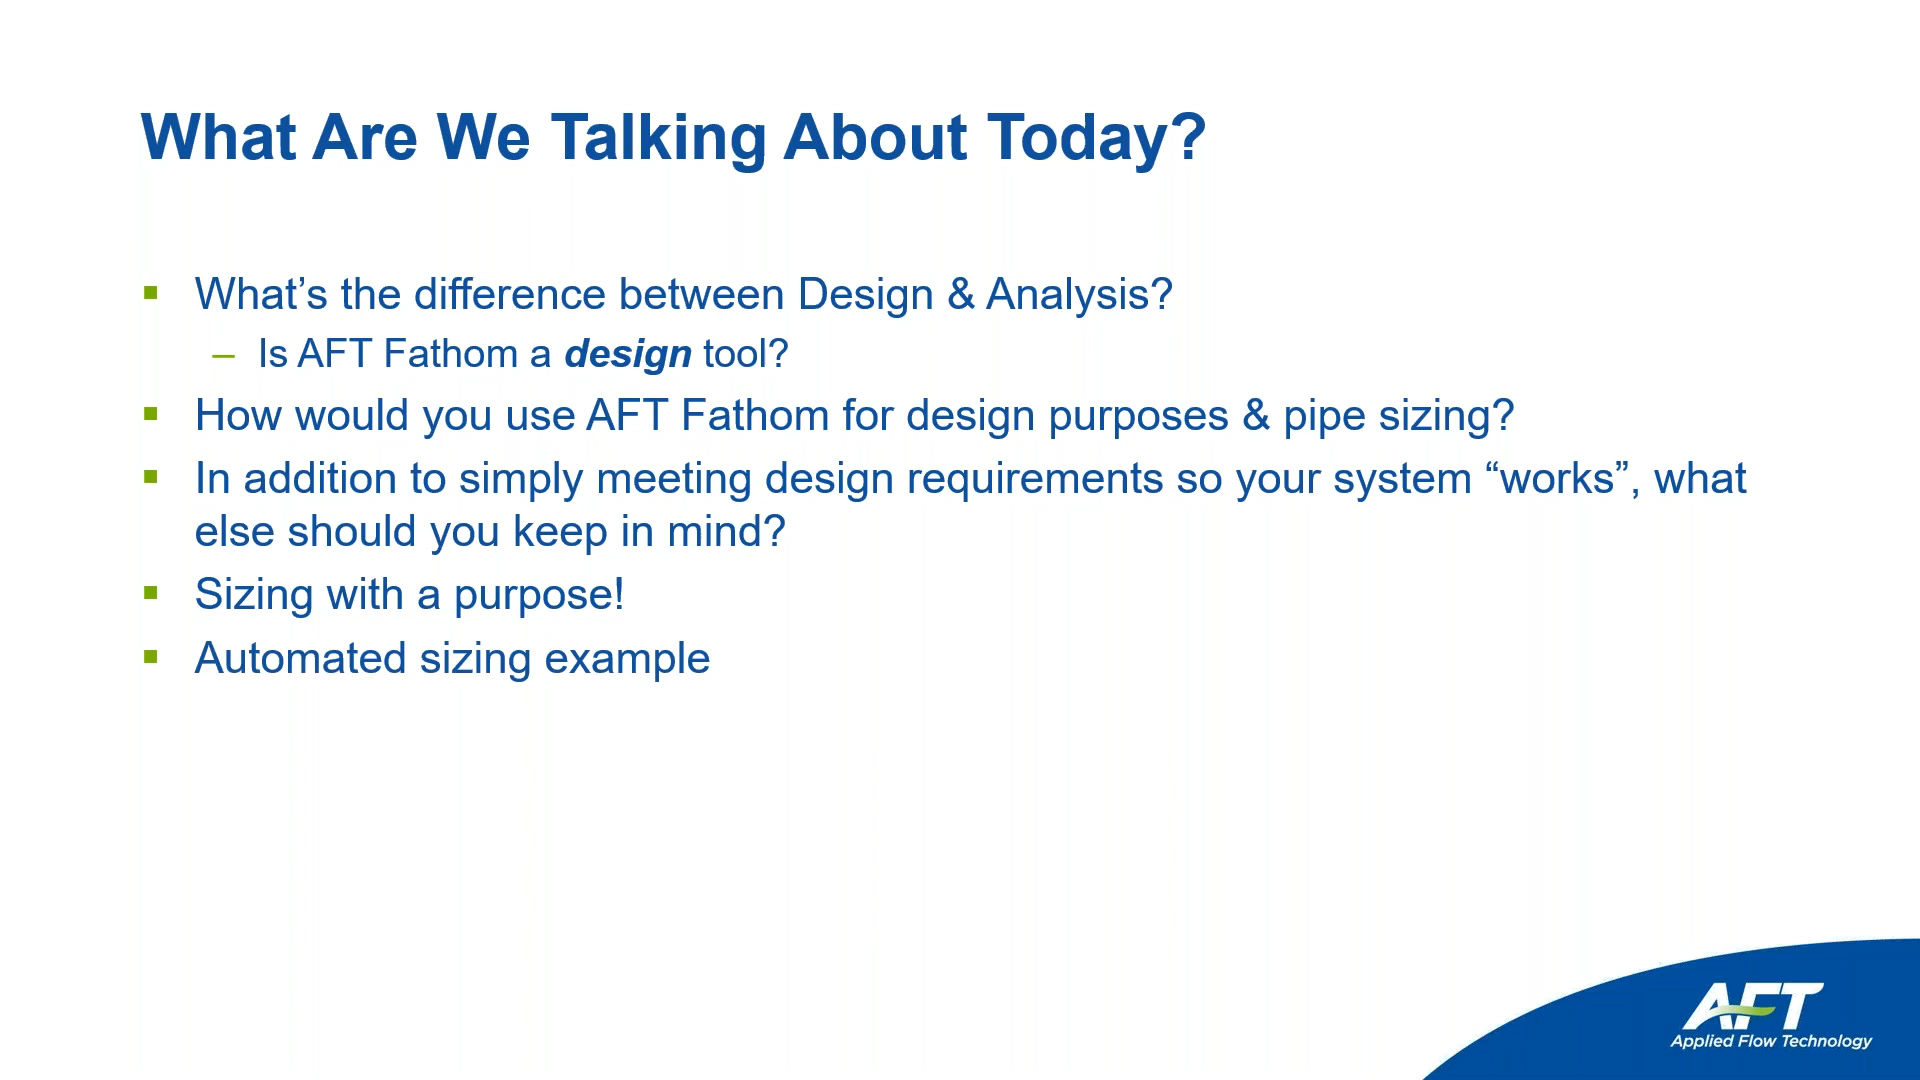 What Are We Talking About Today?
▪ What’s the difference between Design & Analysis?
– Is AFT Fathom a design tool?
▪ How would you use AFT Fathom for design purposes & pipe sizing?
▪ In addition to simply meeting design requirements so your system “works”, what
else should you keep in mind?
▪ Sizing with a purpose!
▪ Automated sizing example
AFT
Applied Flow Technology